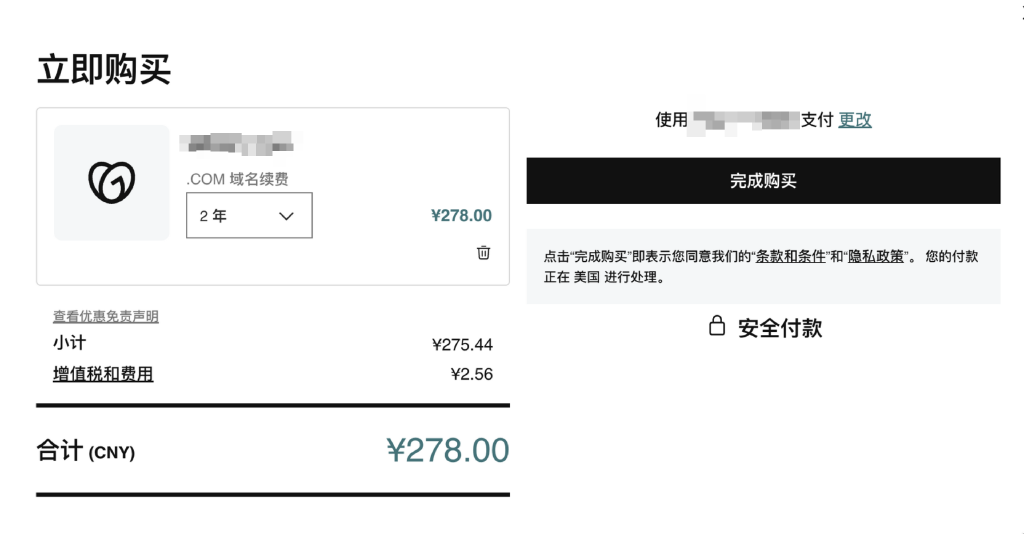 立即购买
.COM 域名续费
2 年
¥278.00
查看优惠免责声明
小计
¥275.44
增值税和费用
¥2.56
合计 (CNY)
¥278.00
使用
支付 更改
完成购买
点击“完成购买”即表示您同意我们的“条款和条件”和“隐私政策”。 您的付款
正在 美国 进行处理。
安全付款